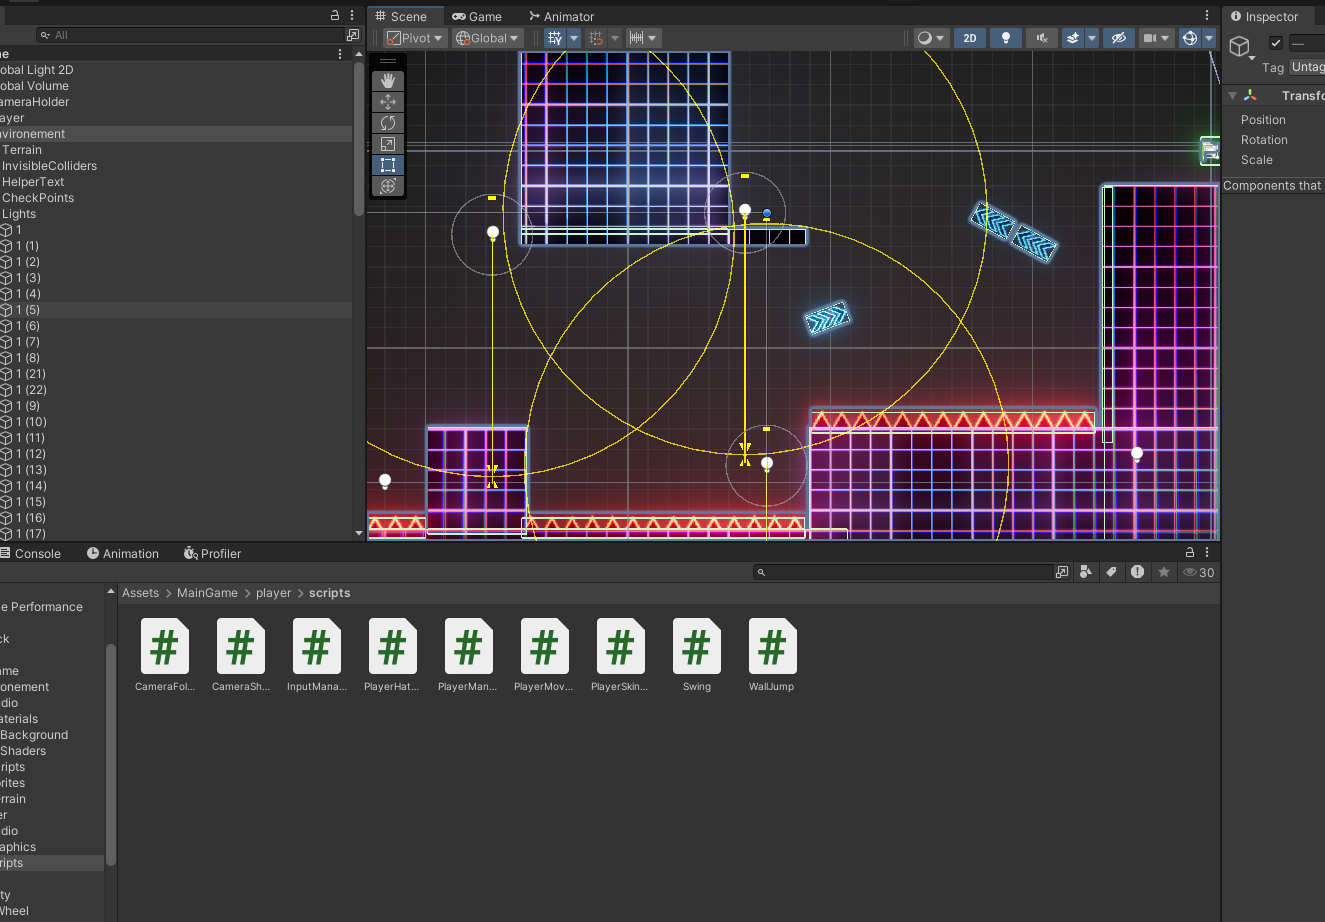 Scene
Game
Animator
Inspector
All
Pivot
Global
2D
ne
obal Light 2D
obal Volume
ameraHolder
ayer
nvironement
Terrain
InvisibleColliders
HelperText
CheckPoints
Lights
1
1 (1)
1 (2)
1 (3)
1 (4)
1 (5)
1 (6)
1 (7)
1 (8)
1 (21)
1 (22)
1 (9)
1 (10)
1 (11)
1 (12)
1 (13)
1 (14)
1 (15)
1 (16)
1 (17)
—
Tag Untag
Transfo
Position
Rotation
Scale
Components that
Console
Animation
Profiler
30
Assets > MainGame > player > scripts
e Performance
ck
ame
ronement
dio
aterials
Background
Shaders
ripts
rites
errain
er
dio
aphics
ripts
ty
Wheel
CameraFol...
CameraSh...
InputMana...
PlayerHat...
PlayerMan...
PlayerMov...
PlayerSkin...
Swing
WallJump